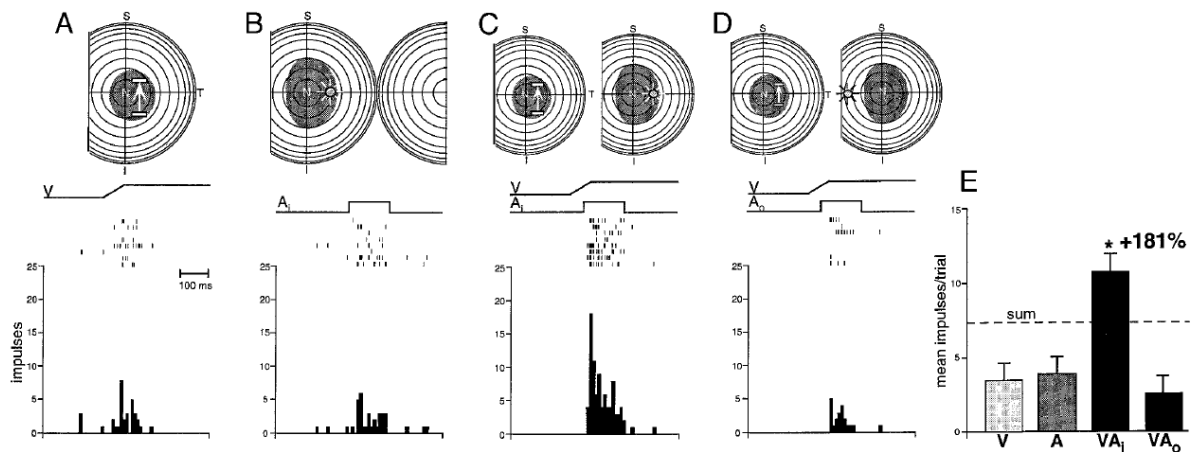 A B C D
S S S S S
T T T
I I I I I
V V V
A i A i A o
E
25 25 25 25
20 20 20 20
15 15 15 15
10 10 10 10
5 5 5 5
0 0 0 0
100 ms
impulses
15
10
5
0
mean impulses/trial
* +181%
sum
V A VA i VA o